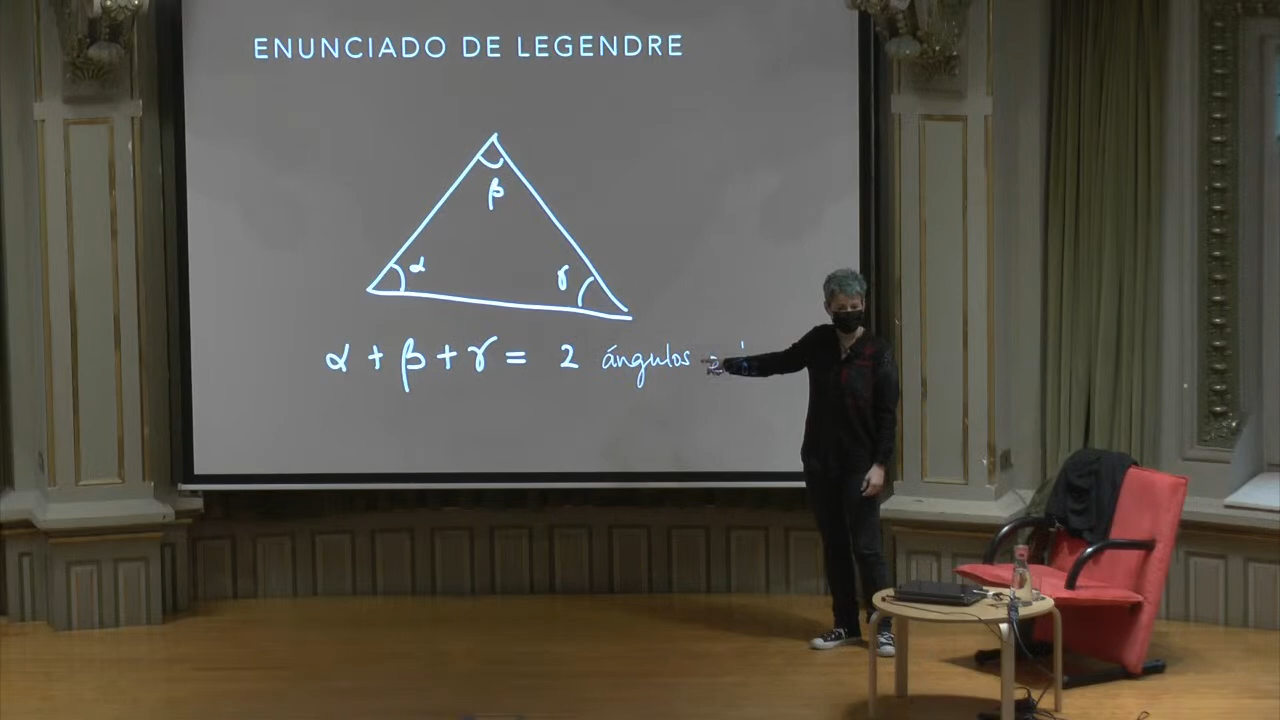 ENUNCIADO DE LEGENDRE
β
α γ
α + β + γ = 2 ángulos